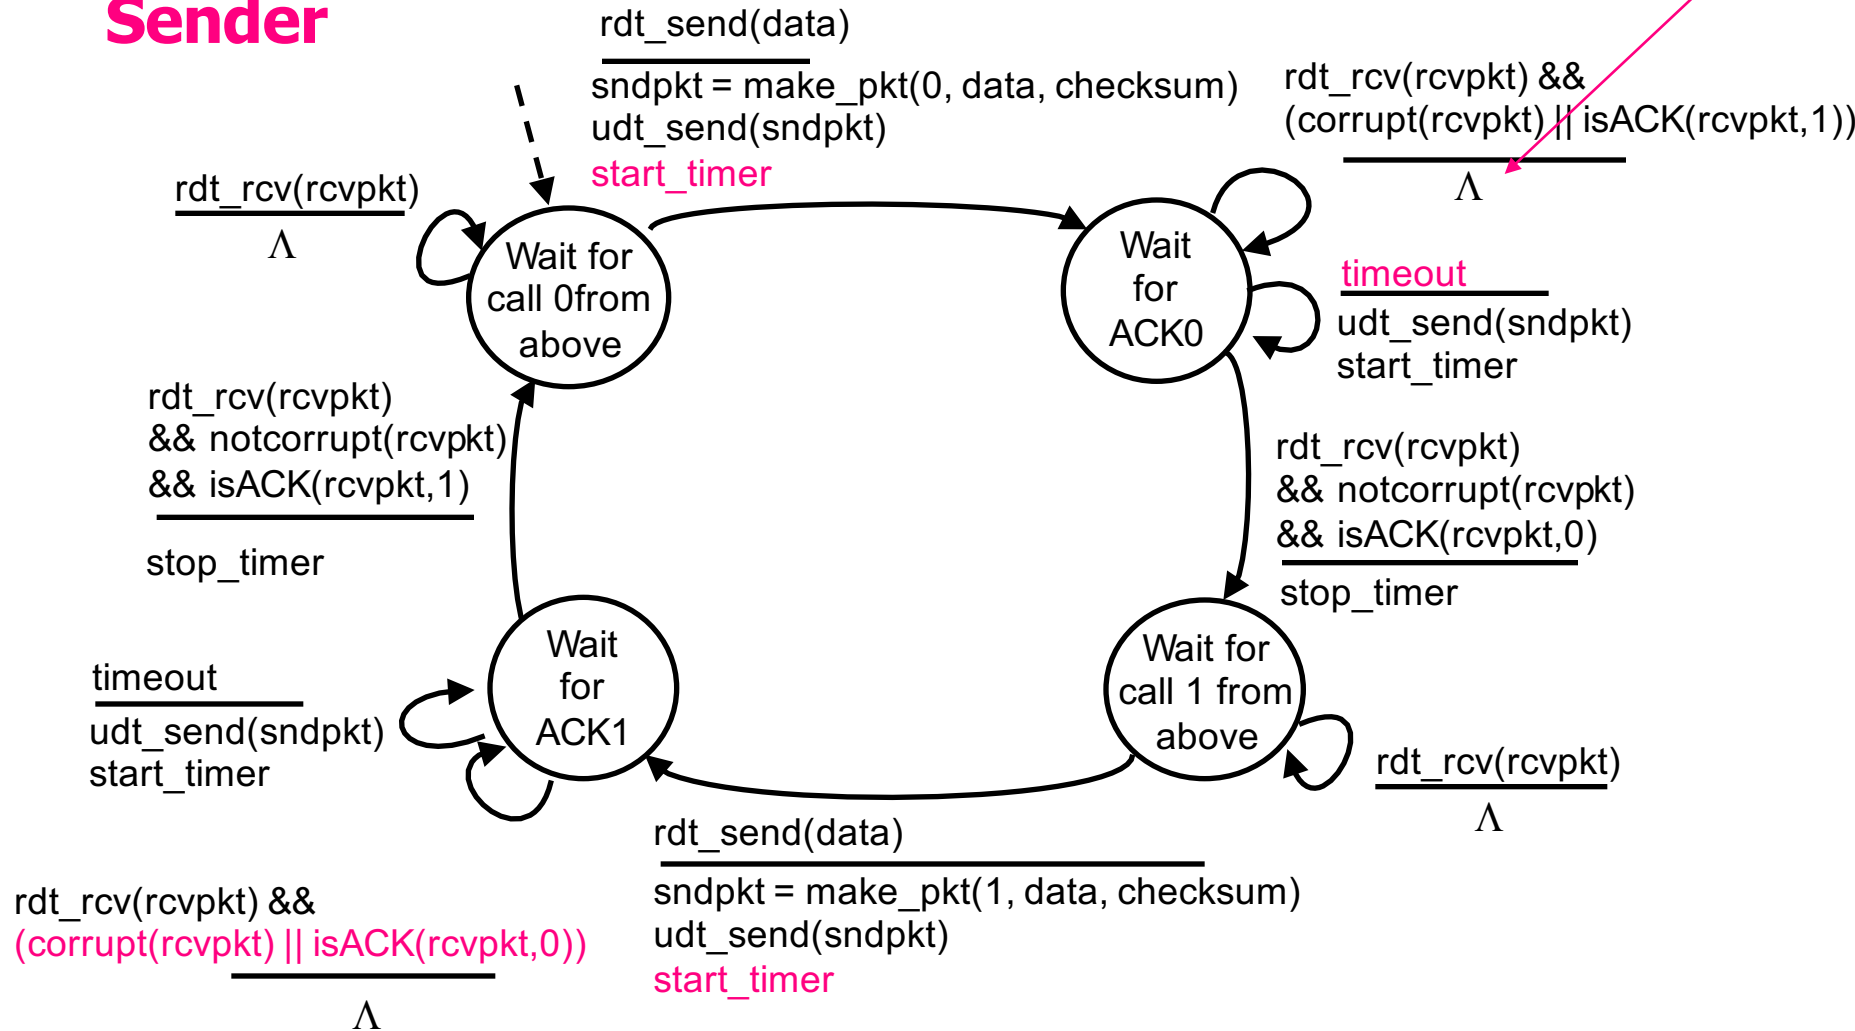 Sender
rdt_send(data)
sndpkt = make_pkt(0, data, checksum)
udt_send(sndpkt)
start_timer
rdt_rcv(rcvpkt) &&
(corrupt(rcvpkt) || isACK(rcvpkt,1))
Λ
rdt_rcv(rcvpkt)
Λ
Wait for
call 0from
above
Wait
for
ACK0
timeout
udt_send(sndpkt)
start_timer
rdt_rcv(rcvpkt)
&& notcorrupt(rcvpkt)
&& isACK(rcvpkt,1)
stop_timer
rdt_rcv(rcvpkt)
&& notcorrupt(rcvpkt)
&& isACK(rcvpkt,0)
stop_timer
Wait
for
ACK1
Wait for
call 1 from
above
timeout
udt_send(sndpkt)
start_timer
rdt_rcv(rcvpkt)
Λ
rdt_send(data)
sndpkt = make_pkt(1, data, checksum)
udt_send(sndpkt)
start_timer
rdt_rcv(rcvpkt) &&
(corrupt(rcvpkt) || isACK(rcvpkt,0))
Λ